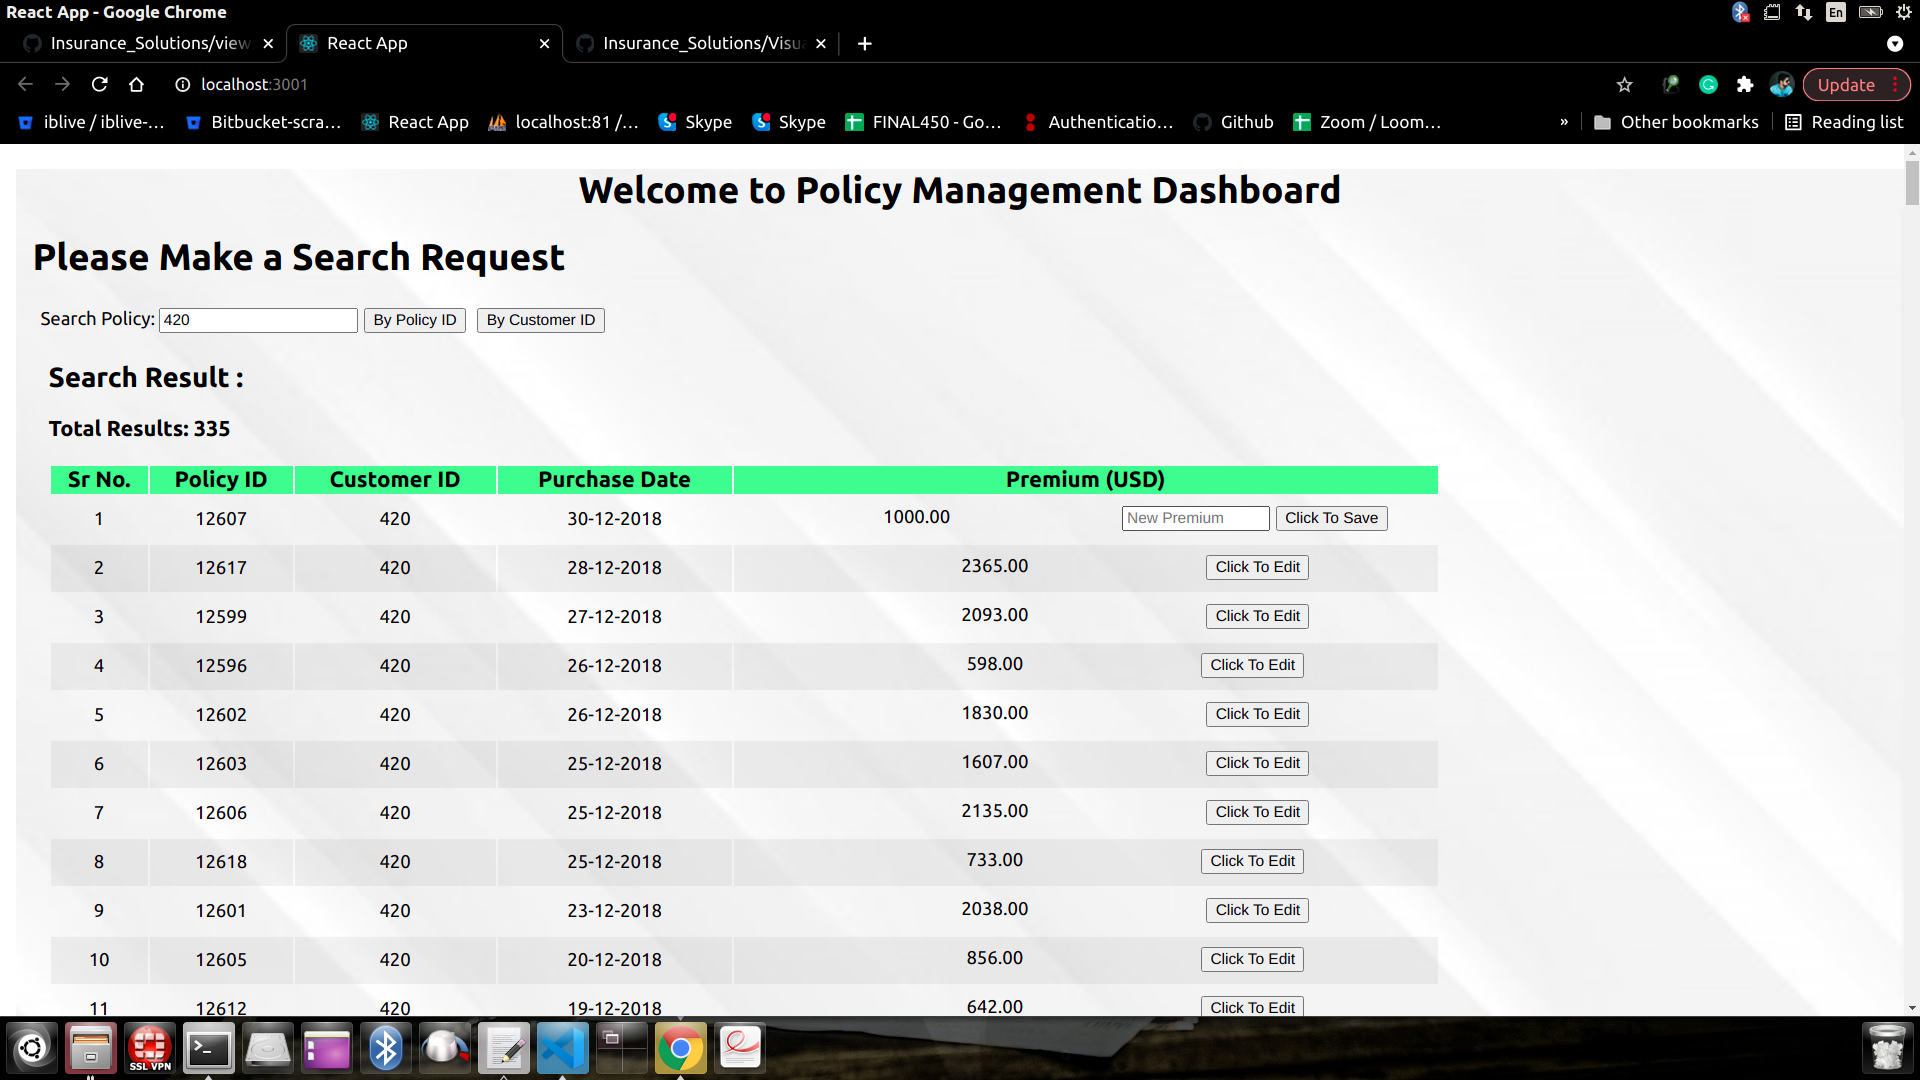 React App - Google Chrome
En
Insurance_Solutions/view
React App
Insurance_Solutions/Visu
localhost:3001
Update
iblive / iblive-...
Bitbucket-scra...
React App
localhost:81 /...
Skype
Skype
FINAL450 - Go...
Authenticatio...
Github
Zoom / Loom...
»
Other bookmarks
Reading list
Welcome to Policy Management Dashboard
Please Make a Search Request
Search Policy: 420 By Policy ID By Customer ID
Search Result :
Total Results: 335
Sr No. Policy ID Customer ID Purchase Date Premium (USD)
1 12607 420 30-12-2018 1000.00 New Premium Click To Save
2 12617 420 28-12-2018 2365.00 Click To Edit
3 12599 420 27-12-2018 2093.00 Click To Edit
4 12596 420 26-12-2018 598.00 Click To Edit
5 12602 420 26-12-2018 1830.00 Click To Edit
6 12603 420 25-12-2018 1607.00 Click To Edit
7 12606 420 25-12-2018 2135.00 Click To Edit
8 12618 420 25-12-2018 733.00 Click To Edit
9 12601 420 23-12-2018 2038.00 Click To Edit
10 12605 420 20-12-2018 856.00 Click To Edit
11 12612 420 19-12-2018 642.00 Click To Edit
SSL VPN